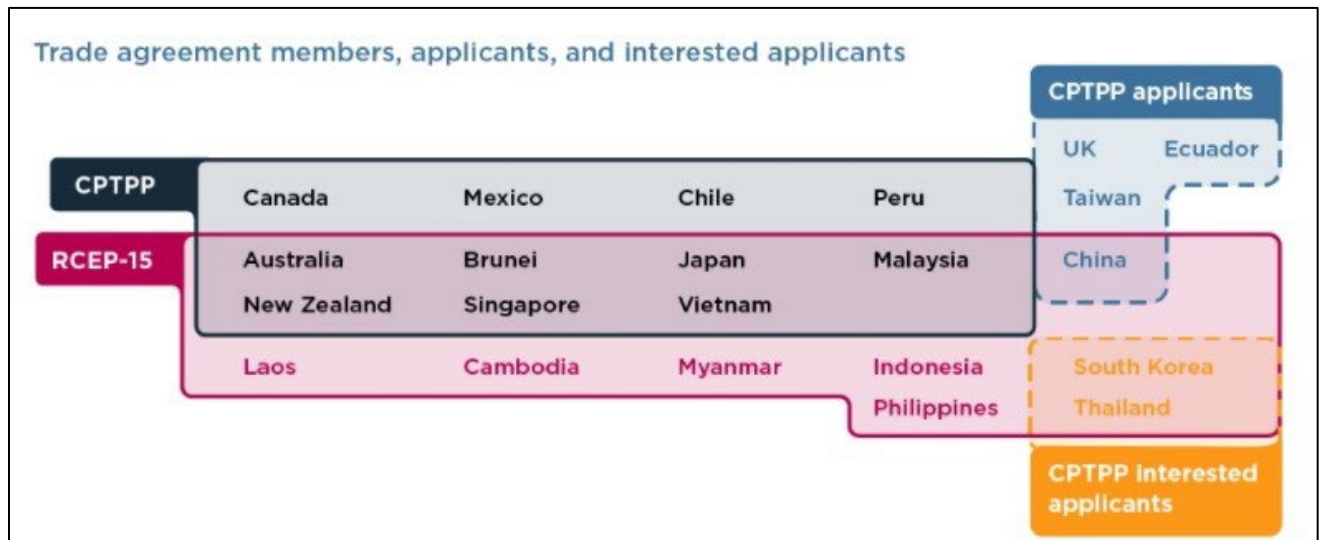 Trade agreement members, applicants, and interested applicants
CPTPP applicants
UK Ecuador
CPTPP
Canada Mexico Chile Peru Taiwan
RCEP-15
Australia Brunei Japan Malaysia China
New Zealand Singapore Vietnam
Laos Cambodia Myanmar Indonesia South Korea
Philippines Thailand
CPTPP interested
applicants